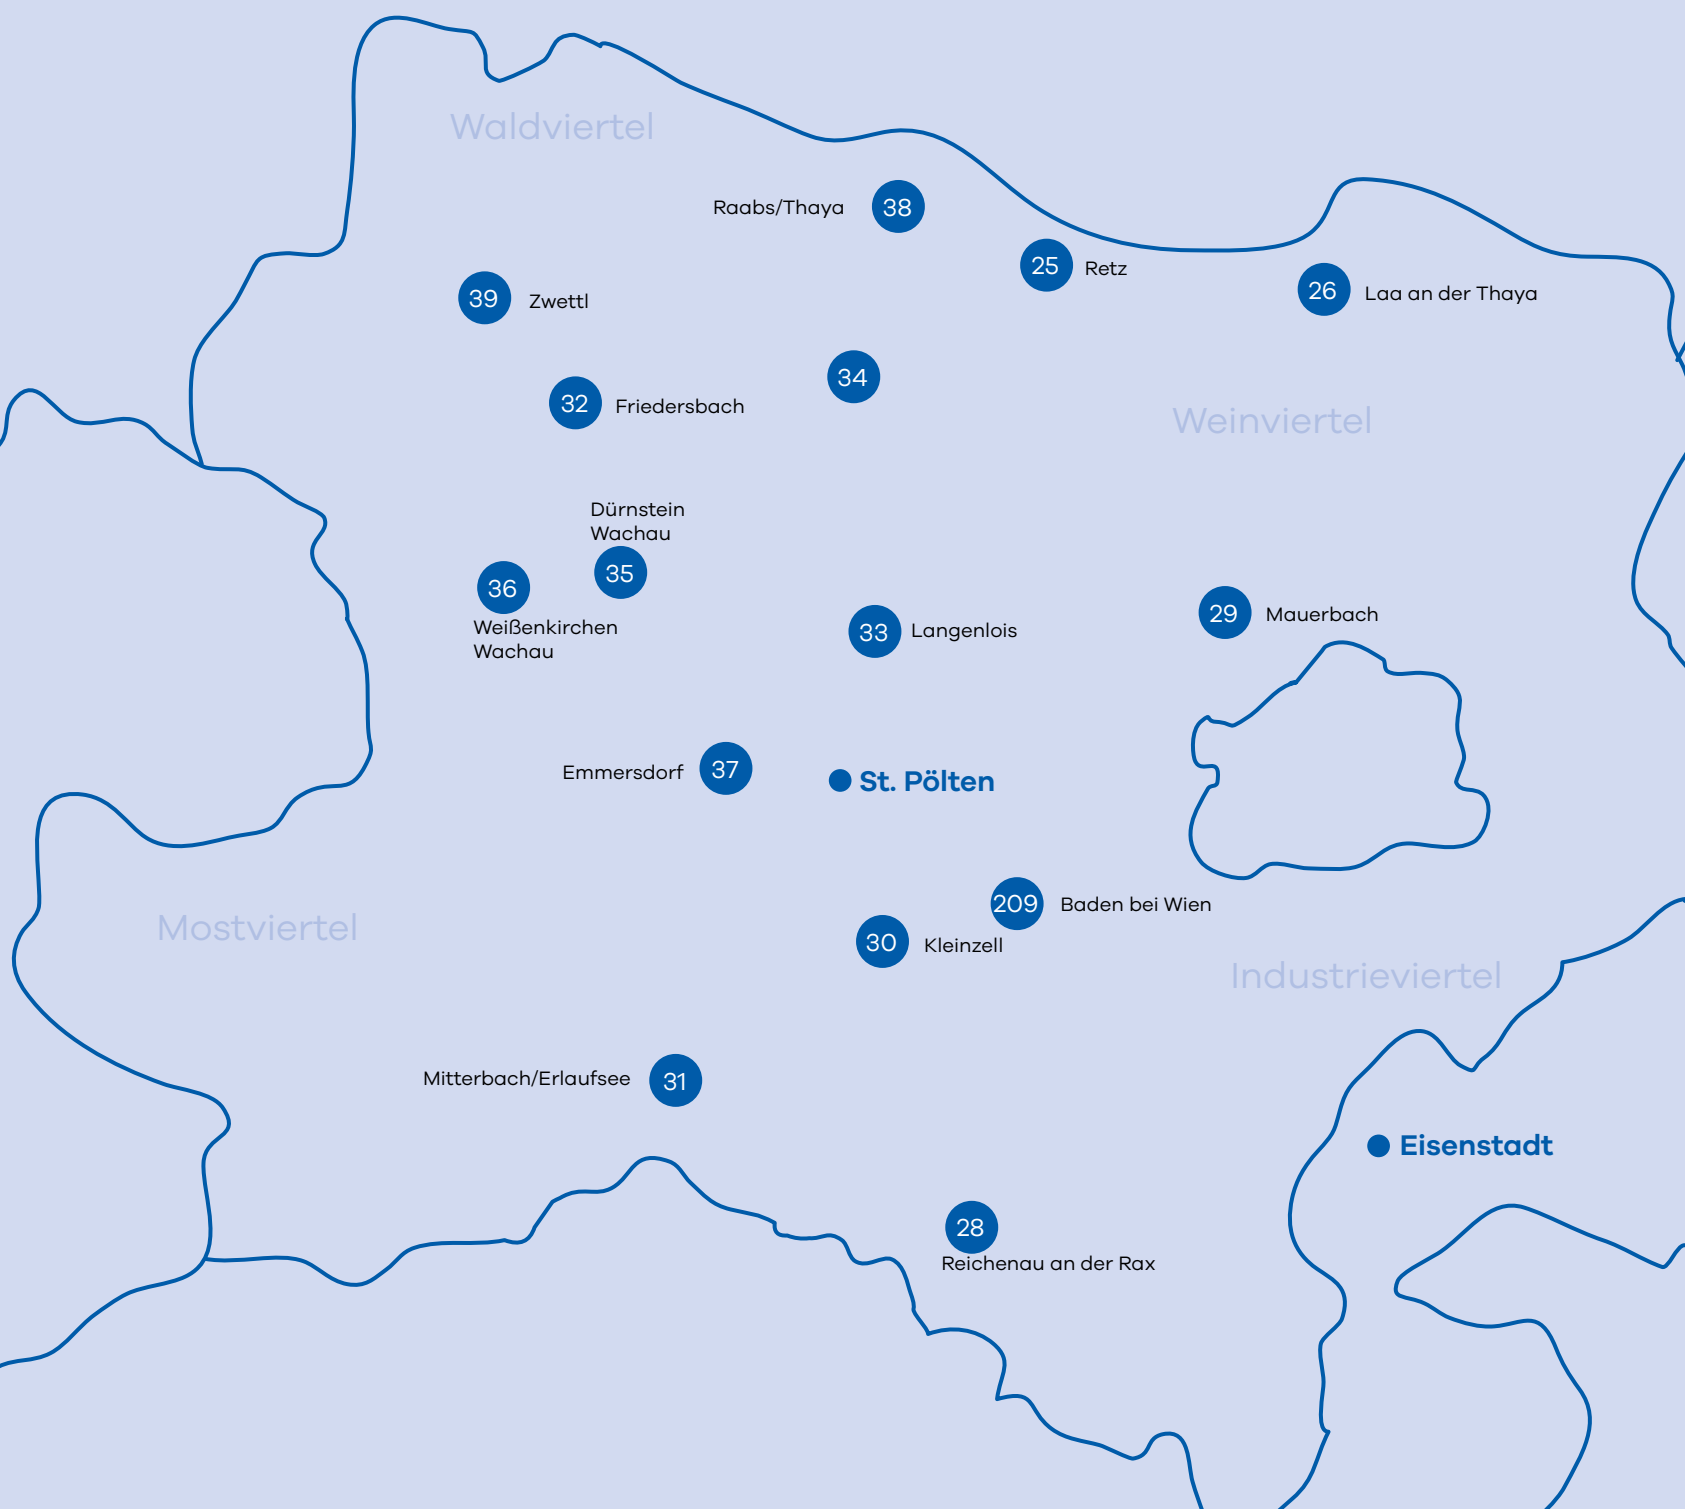 Waldviertel
Raabs/Thaya 38
25 Retz
26 Laa an der Thaya
39 Zwettl
34
32 Friedersbach
Weinviertel
Dürnstein
Wachau
35
36
Weißenkirchen
Wachau
33 Langenlois
29 Mauerbach
Emmersdorf 37
St. Pölten
209 Baden bei Wien
Mostviertel
30 Kleinzell
Industrieviertel
Mitterbach/Erlaufsee 31
Eisenstadt
28
Reichenau an der Rax